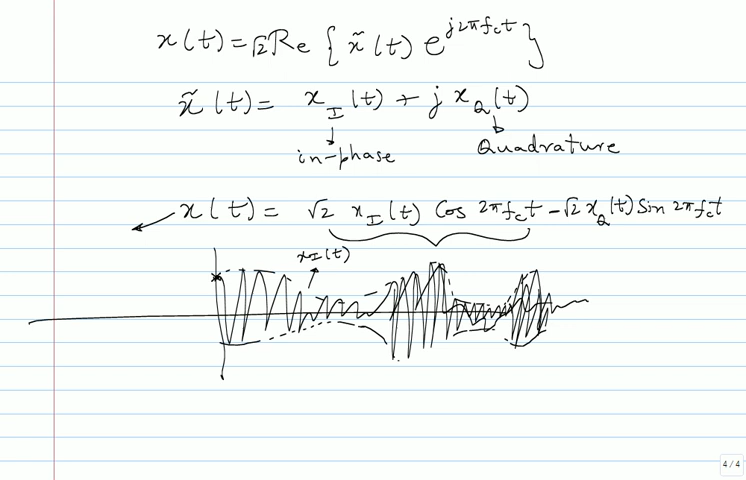 x(t) = √2 Re { x̃(t) e^{j2πf_c t} }
x̃(t) = x_I(t) + j x_Q(t)
in-phase Quadrature
x(t) = √2 x_I(t) Cos 2πf_c t - √2 x_Q(t) Sin 2πf_c t
x_I(t)
4/4